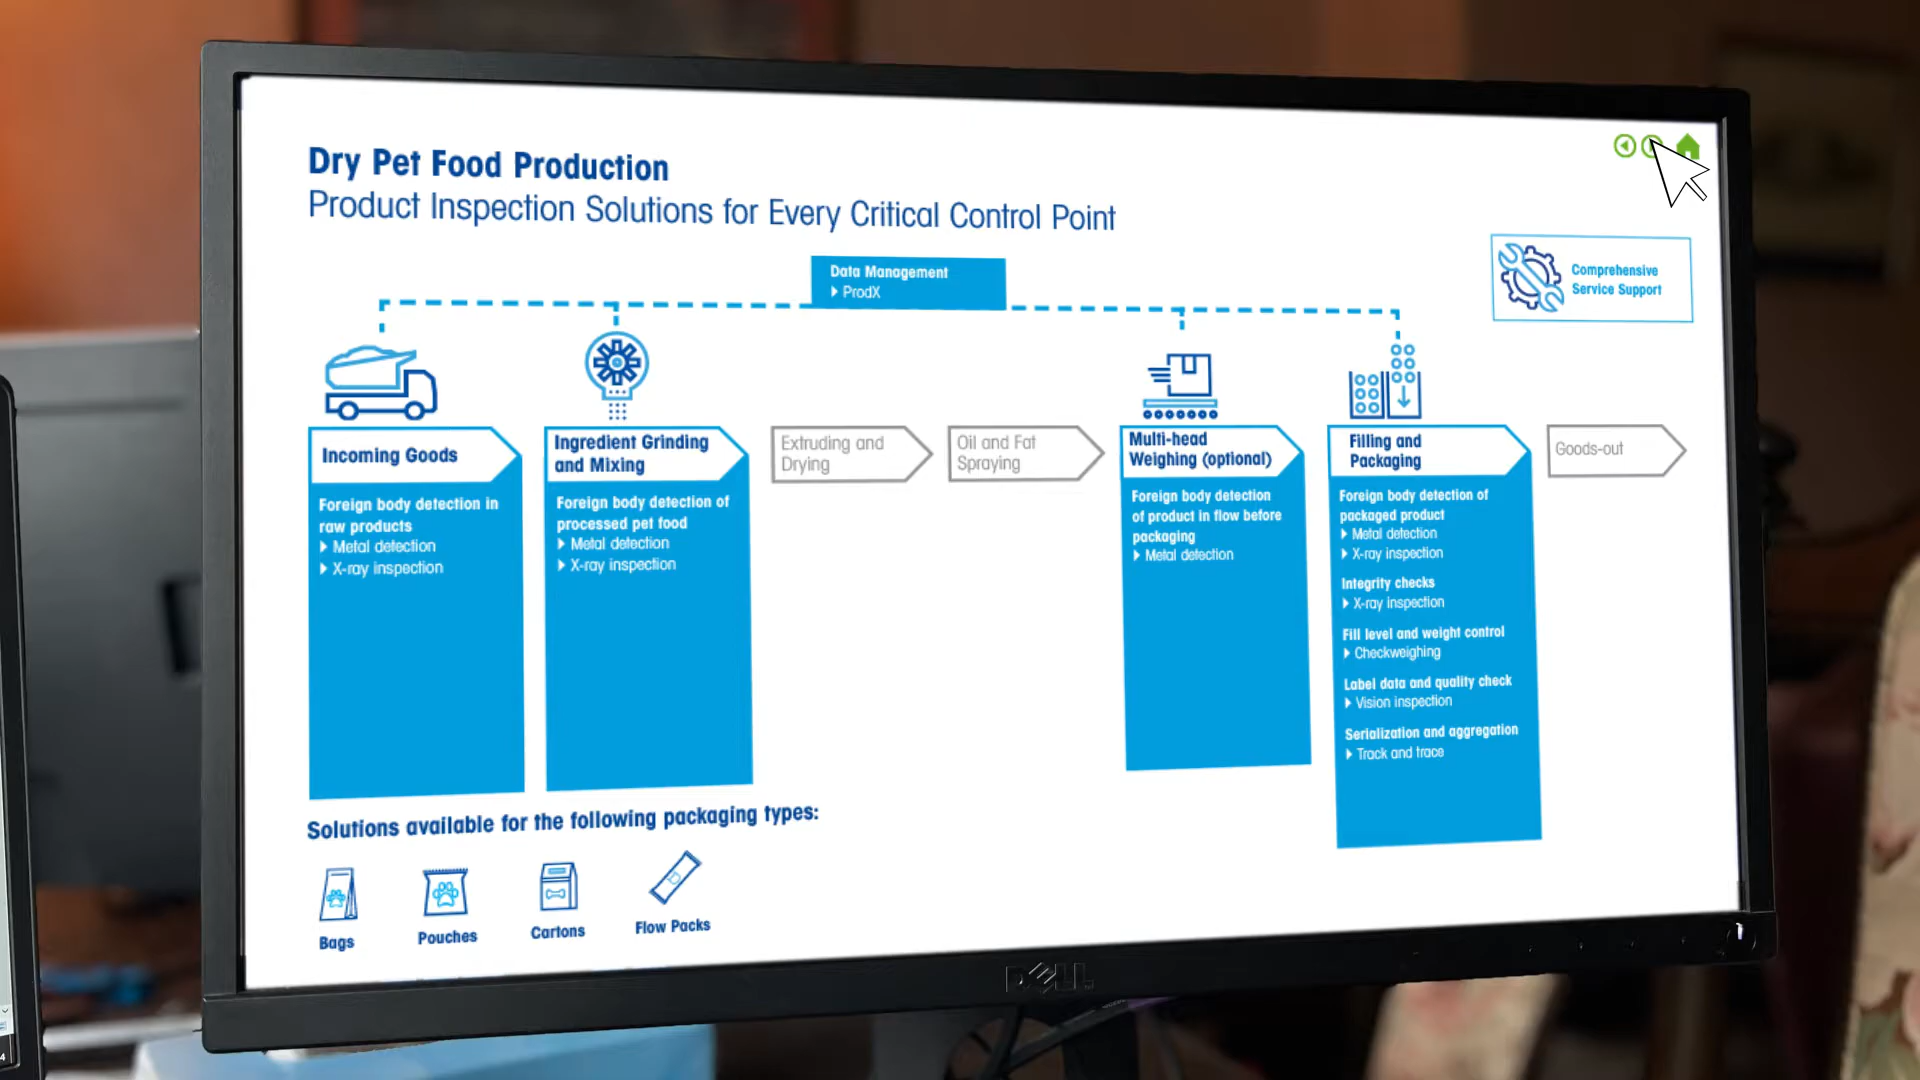 Dry Pet Food Production
Product Inspection Solutions for Every Critical Control Point
Data Management
ProdX
Comprehensive
Service Support
Incoming Goods
Foreign body detection in
raw products
Metal detection
X-ray inspection
Ingredient Grinding
and Mixing
Foreign body detection of
processed pet food
Metal detection
X-ray inspection
Extruding and
Drying
Oil and Fat
Spraying
Multi-head
Weighing (optional)
Foreign body detection
of product in flow before
packaging
Metal detection
Filling and
Packaging
Foreign body detection of
packaged product
Metal detection
X-ray inspection
Integrity checks
X-ray inspection
Fill level and weight control
Checkweighing
Label data and quality check
Vision inspection
Serialization and aggregation
Track and trace
Goods-out
Solutions available for the following packaging types:
Bags
Pouches
Cartons
Flow Packs
DELL
4